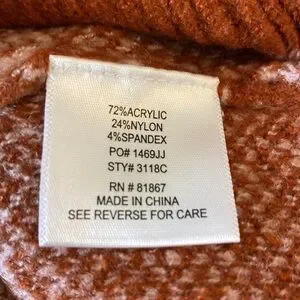 72%ACRYLIC
24%NYLON
4%SPANDEX
PO# 1469JJ
STY# 3118C
RN # 81867
MADE IN CHINA
SEE REVERSE FOR CARE